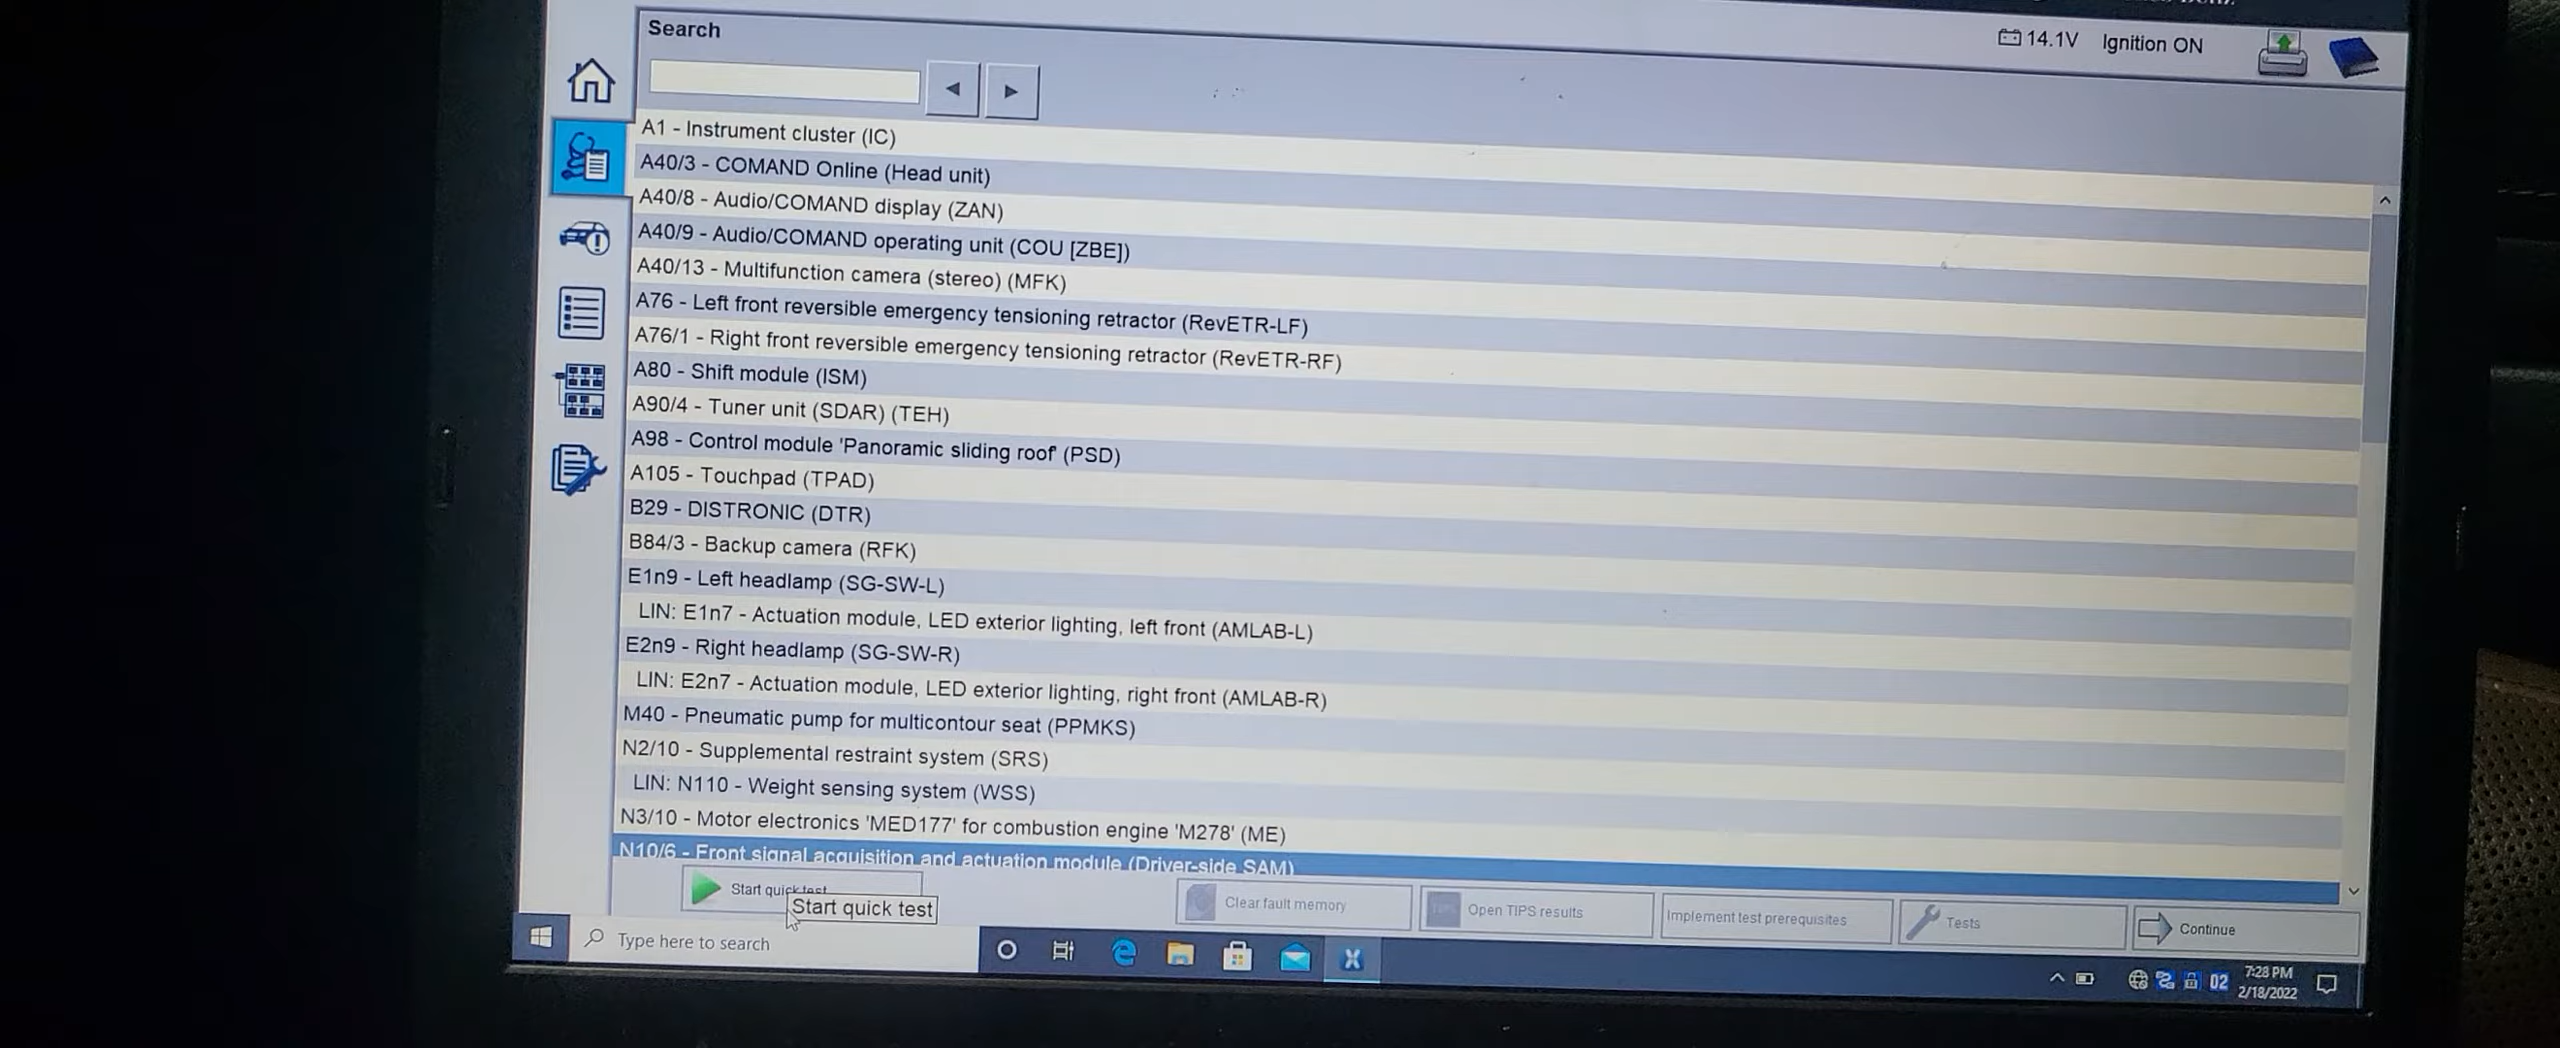 Search
14.1V Ignition ON
A1 - Instrument cluster (IC)
A40/3 - COMAND Online (Head unit)
A40/8 - Audio/COMAND display (ZAN)
A40/9 - Audio/COMAND operating unit (COU [ZBE])
A40/13 - Multifunction camera (stereo) (MFK)
A76 - Left front reversible emergency tensioning retractor (RevETR-LF)
A76/1 - Right front reversible emergency tensioning retractor (RevETR-RF)
A80 - Shift module (ISM)
A90/4 - Tuner unit (SDAR) (TEH)
A98 - Control module 'Panoramic sliding roof' (PSD)
A105 - Touchpad (TPAD)
B29 - DISTRONIC (DTR)
B84/3 - Backup camera (RFK)
E1n9 - Left headlamp (SG-SW-L)
LIN: E1n7 - Actuation module, LED exterior lighting, left front (AMLAB-L)
E2n9 - Right headlamp (SG-SW-R)
LIN: E2n7 - Actuation module, LED exterior lighting, right front (AMLAB-R)
M40 - Pneumatic pump for multicontour seat (PPMKS)
N2/10 - Supplemental restraint system (SRS)
LIN: N110 - Weight sensing system (WSS)
N3/10 - Motor electronics 'MED177' for combustion engine 'M278' (ME)
N10/6 - Front signal acquisition and actuation module (Driver-side SAM)
Start quick test
Start quick test
Clear fault memory
Open TIPS results
Implement test prerequisites
Tests
Continue
Type here to search
02
7:28 PM
2/18/2022